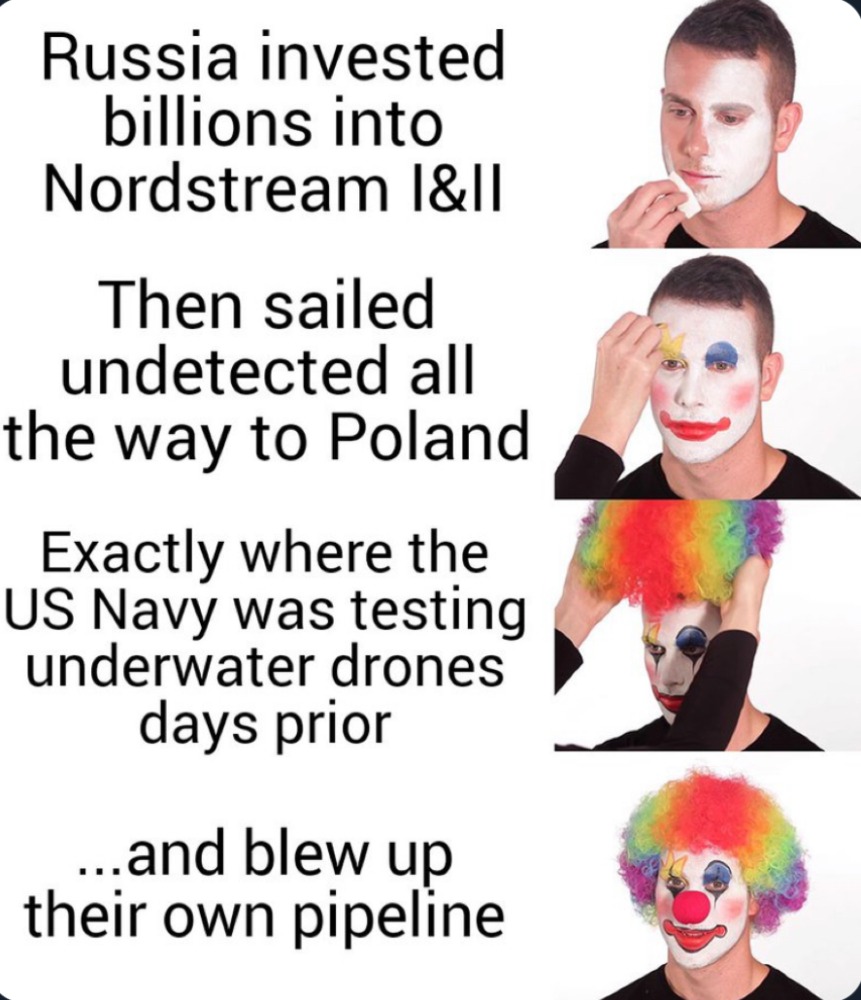 Russia invested
billions into
Nordstream I&II
Then sailed
undetected all
the way to Poland
Exactly where the
US Navy was testing
underwater drones
days prior
...and blew up
their own pipeline